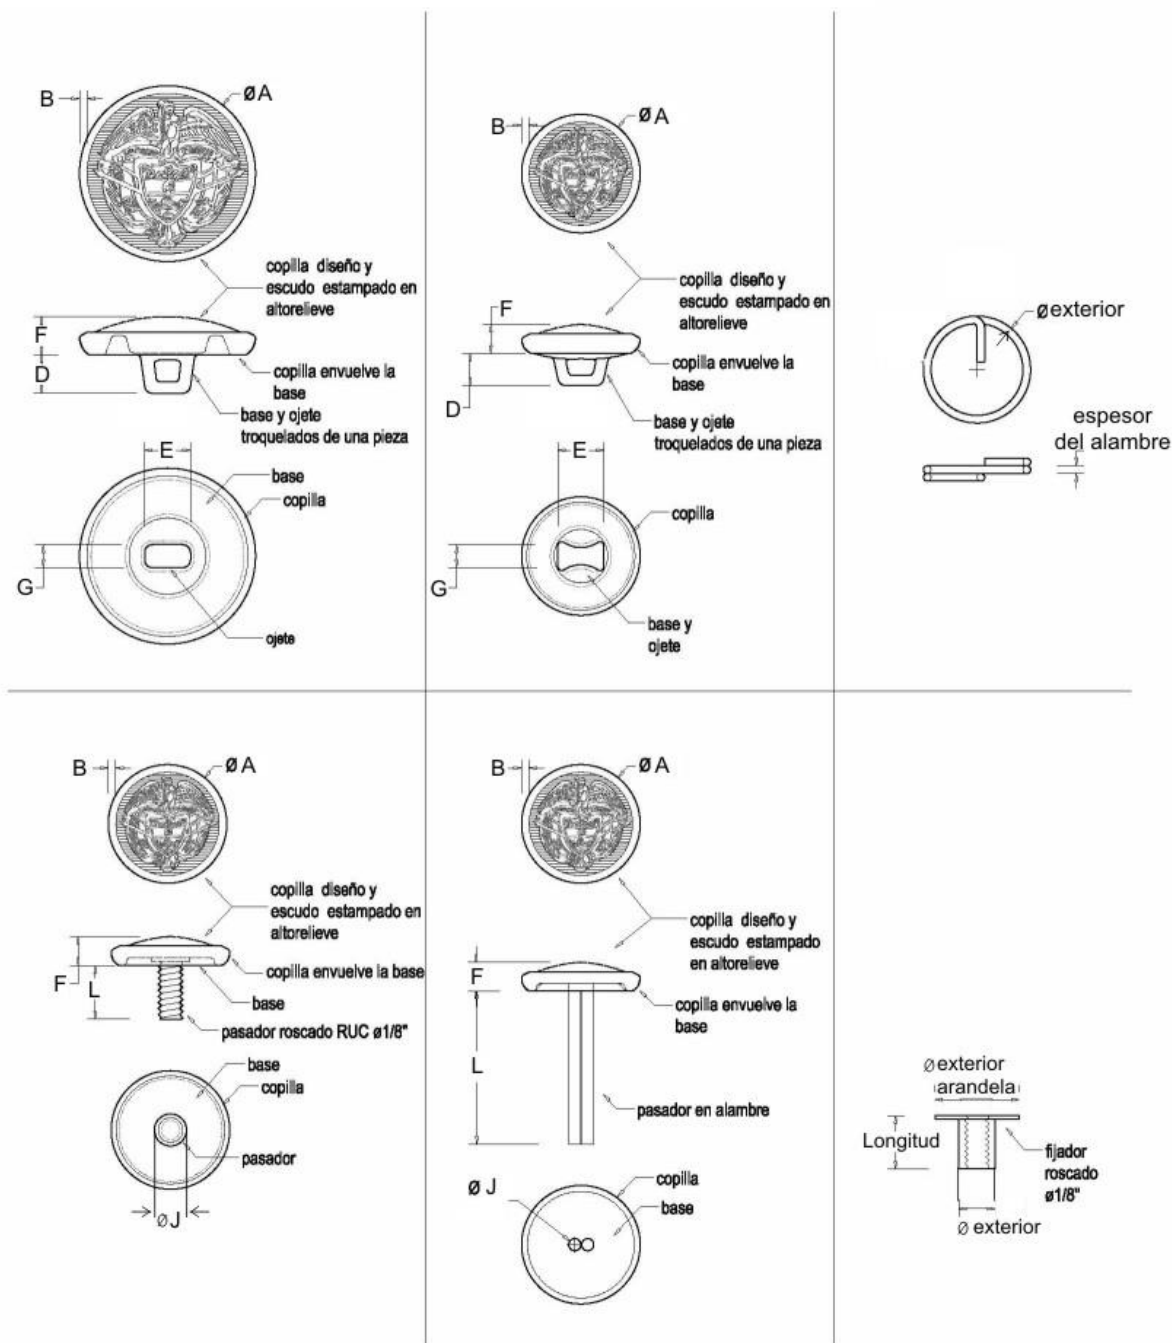 B
øA
copilla diseño y
escudo estampado en
altorelieve
F
D
copilla envuelve la
base
base y ojete
troquelados de una pieza
E
base
copilla
G
ojete
B
øA
copilla diseño y
escudo estampado en
altorelieve
F
copilla envuelve la
base
D
base y ojete
troquelados de una pieza
E
copilla
G
base y
ojete
ø exterior
espesor
del alambre
B
øA
copilla diseño y
escudo estampado en
altorelieve
F
L
copilla envuelve la base
base
pasador roscado RUC ø1/8"
base
copilla
pasador
øJ
B
øA
copilla diseño y
escudo estampado
en altorelieve
F
copilla envuelve la
base
L
pasador en alambre
copilla
øJ
base
ø exterior
arandela
Longitud
fijador
roscado
ø1/8"
ø exterior